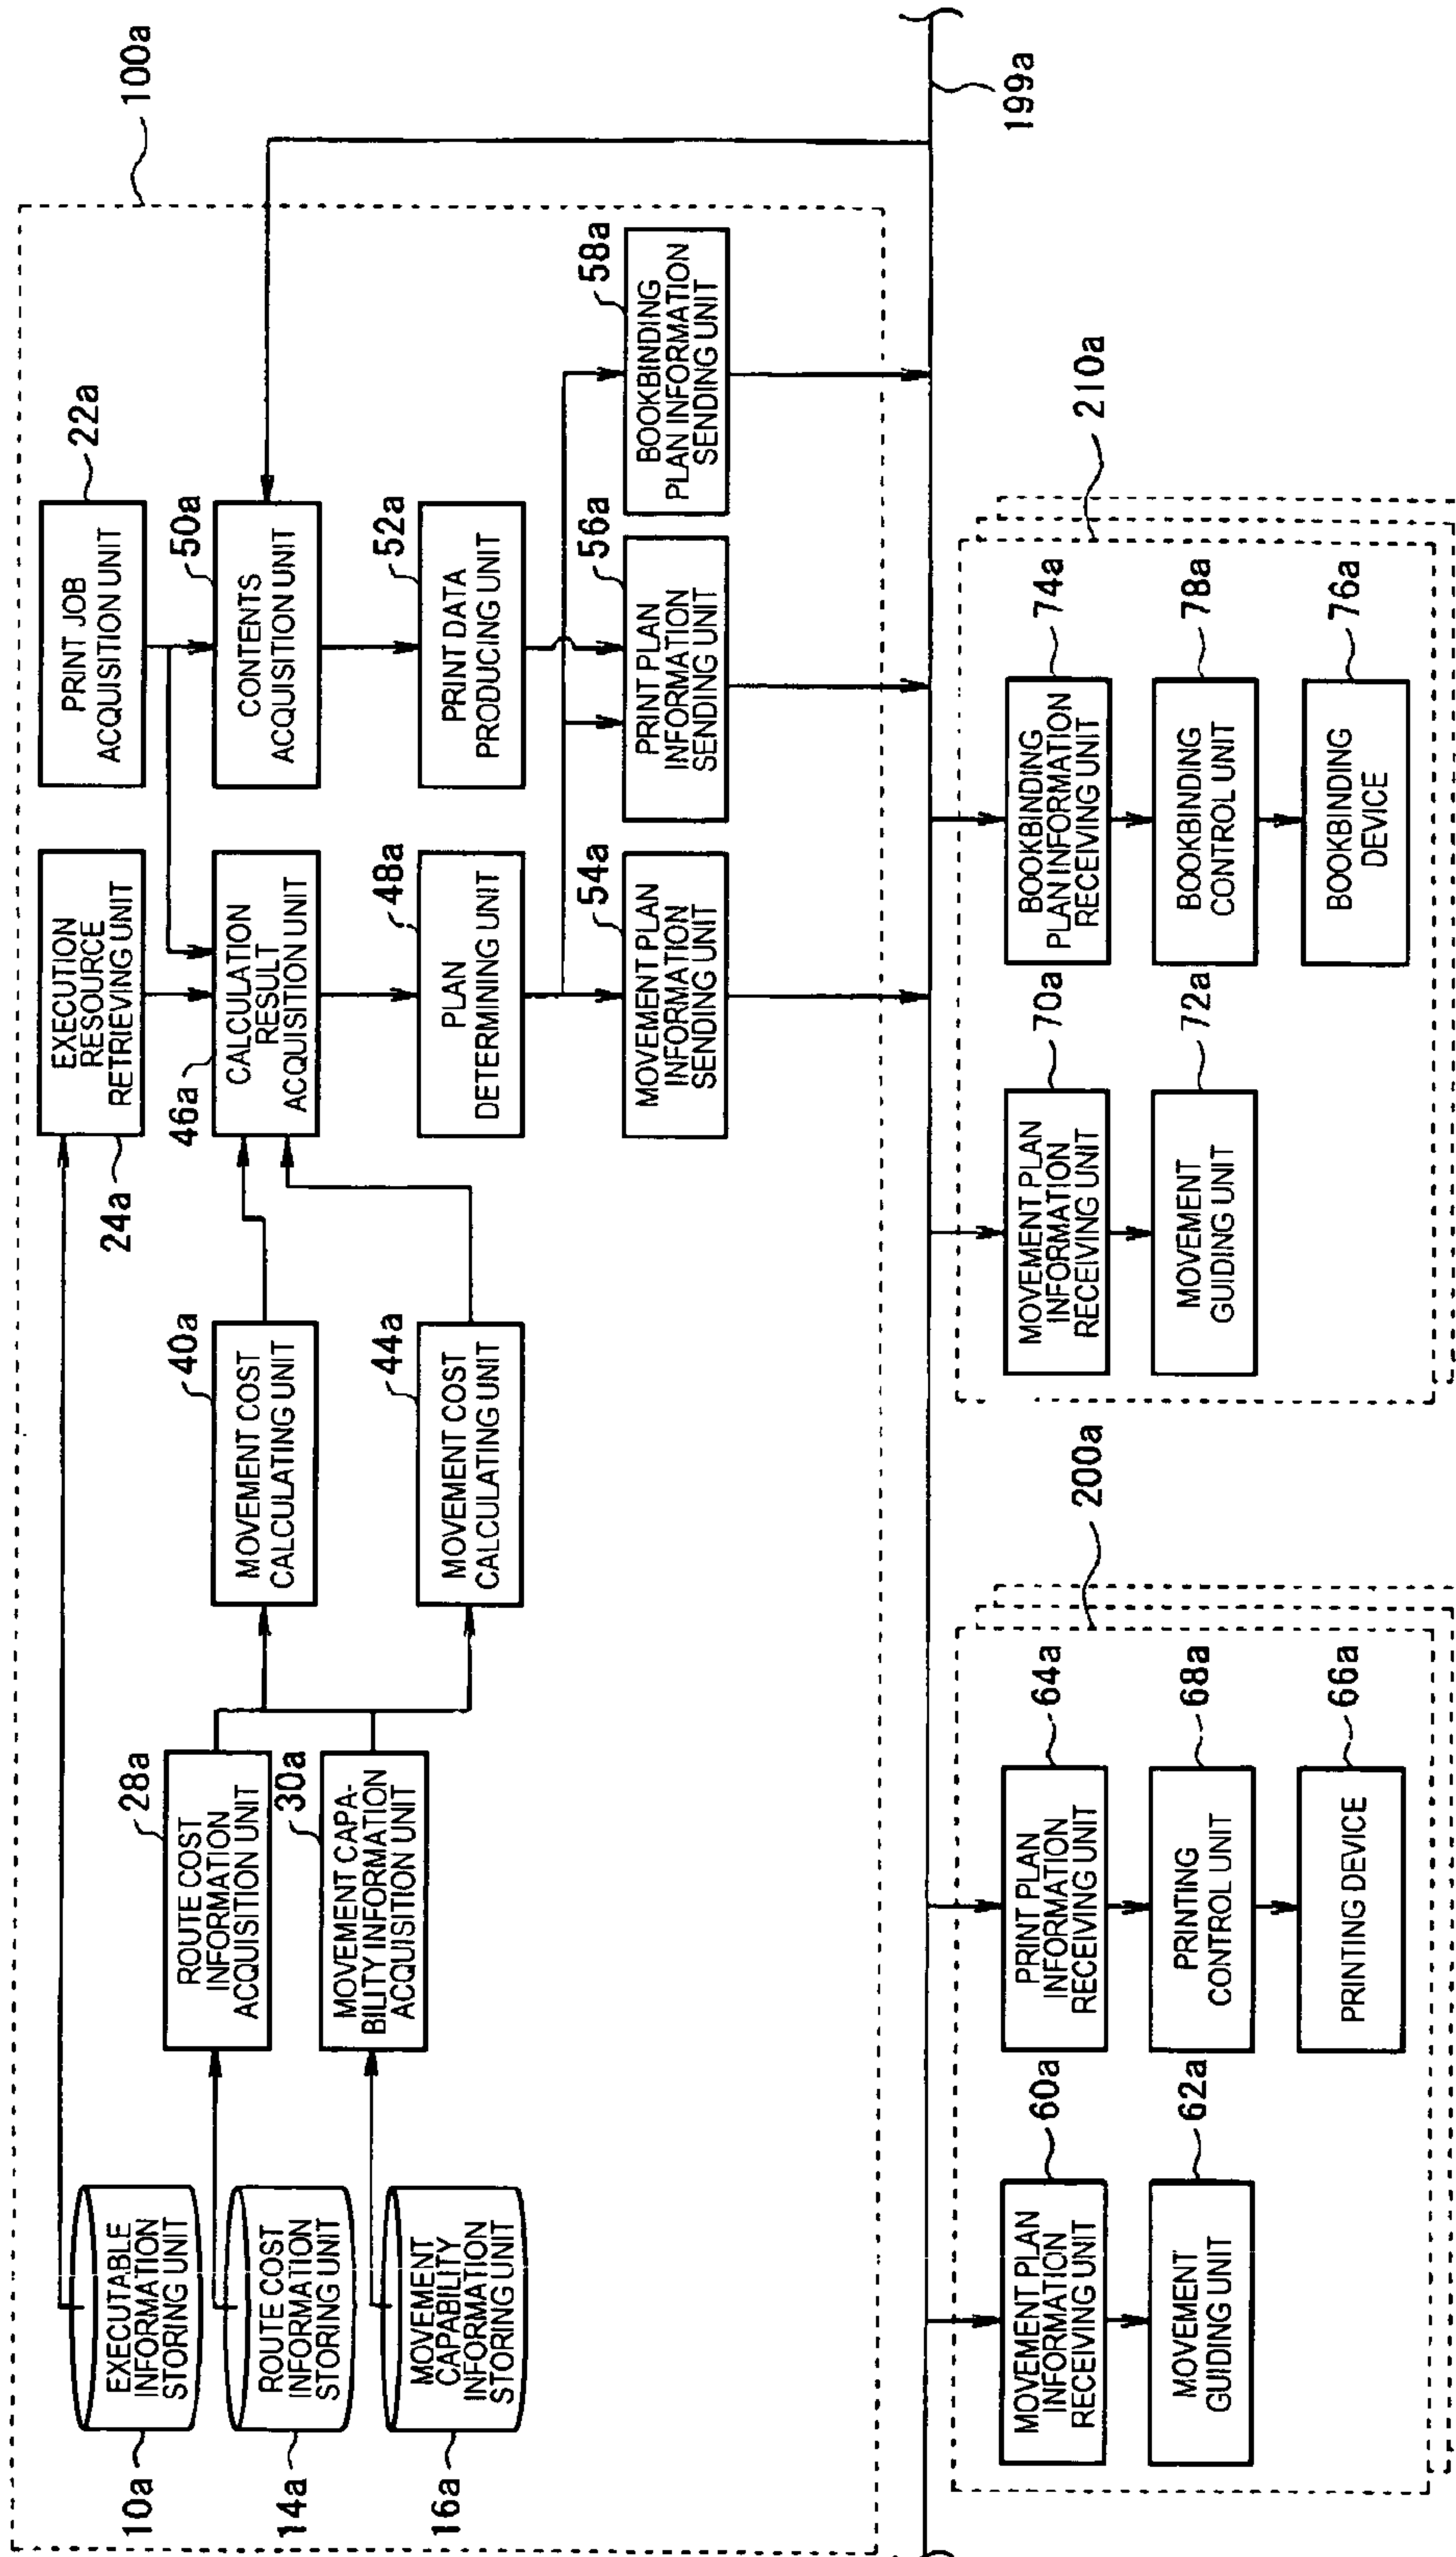 100a
10a
EXECUTABLE
INFORMATION
STORING UNIT
14a
ROUTE COST
INFORMATION
STORING UNIT
16a
MOVEMENT
CAPABILITY
INFORMATION
STORING UNIT
28a
ROUTE COST
INFORMATION
ACQUISITION UNIT
30a
MOVEMENT CAPA-
BILITY INFORMATION
ACQUISITION UNIT
40a
MOVEMENT COST
CALCULATING UNIT
44a
MOVEMENT COST
CALCULATING UNIT
24a
EXECUTION
RESOURCE
RETRIEVING UNIT
46a
CALCULATION
RESULT
ACQUISITION UNIT
48a
PLAN
DETERMINING UNIT
54a
MOVEMENT PLAN
INFORMATION
SENDING UNIT
22a
PRINT JOB
ACQUISITION UNIT
50a
CONTENTS
ACQUISITION UNIT
52a
PRINT DATA
PRODUCING UNIT
56a
PRINT PLAN
INFORMATION
SENDING UNIT
58a
BOOKBINDING
PLAN INFORMATION
SENDING UNIT
199a
200a
60a
MOVEMENT PLAN
INFORMATION
RECEIVING UNIT
62a
MOVEMENT
GUIDING UNIT
64a
PRINT PLAN
INFORMATION
RECEIVING UNIT
68a
PRINTING
CONTROL UNIT
66a
PRINTING DEVICE
210a
70a
MOVEMENT PLAN
INFORMATION
RECEIVING UNIT
72a
MOVEMENT
GUIDING UNIT
74a
BOOKBINDING
PLAN INFORMATION
RECEIVING UNIT
78a
BOOKBINDING
CONTROL UNIT
76a
BOOKBINDING
DEVICE